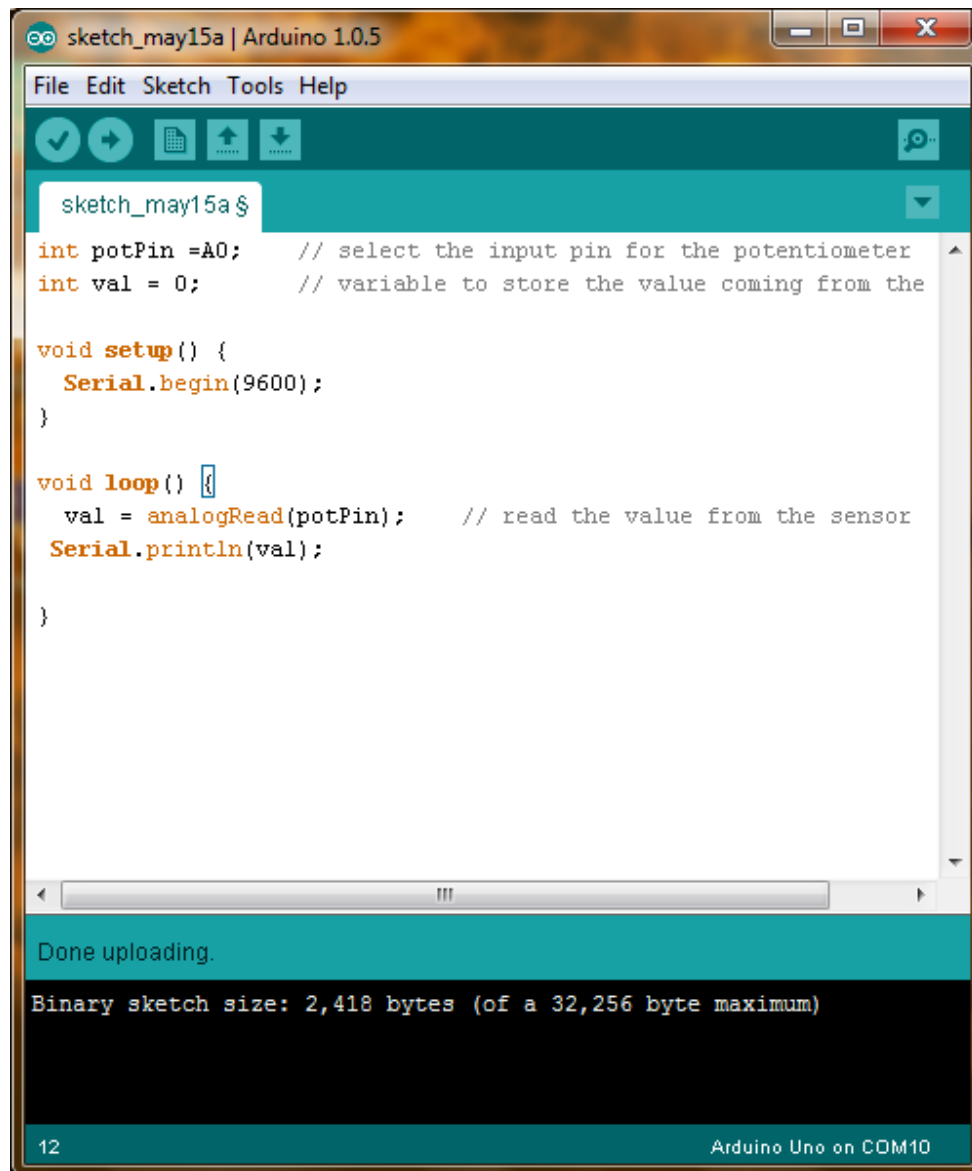 sketch_may15a | Arduino 1.0.5
File Edit Sketch Tools Help
sketch_may15a §
int potPin =A0;    // select the input pin for the potentiometer
int val = 0;       // variable to store the value coming from the

void setup() {
  Serial.begin(9600);
}

void loop() {
  val = analogRead(potPin);    // read the value from the sensor
 Serial.println(val);

}
Done uploading.
Binary sketch size: 2,418 bytes (of a 32,256 byte maximum)
12 Arduino Uno on COM10